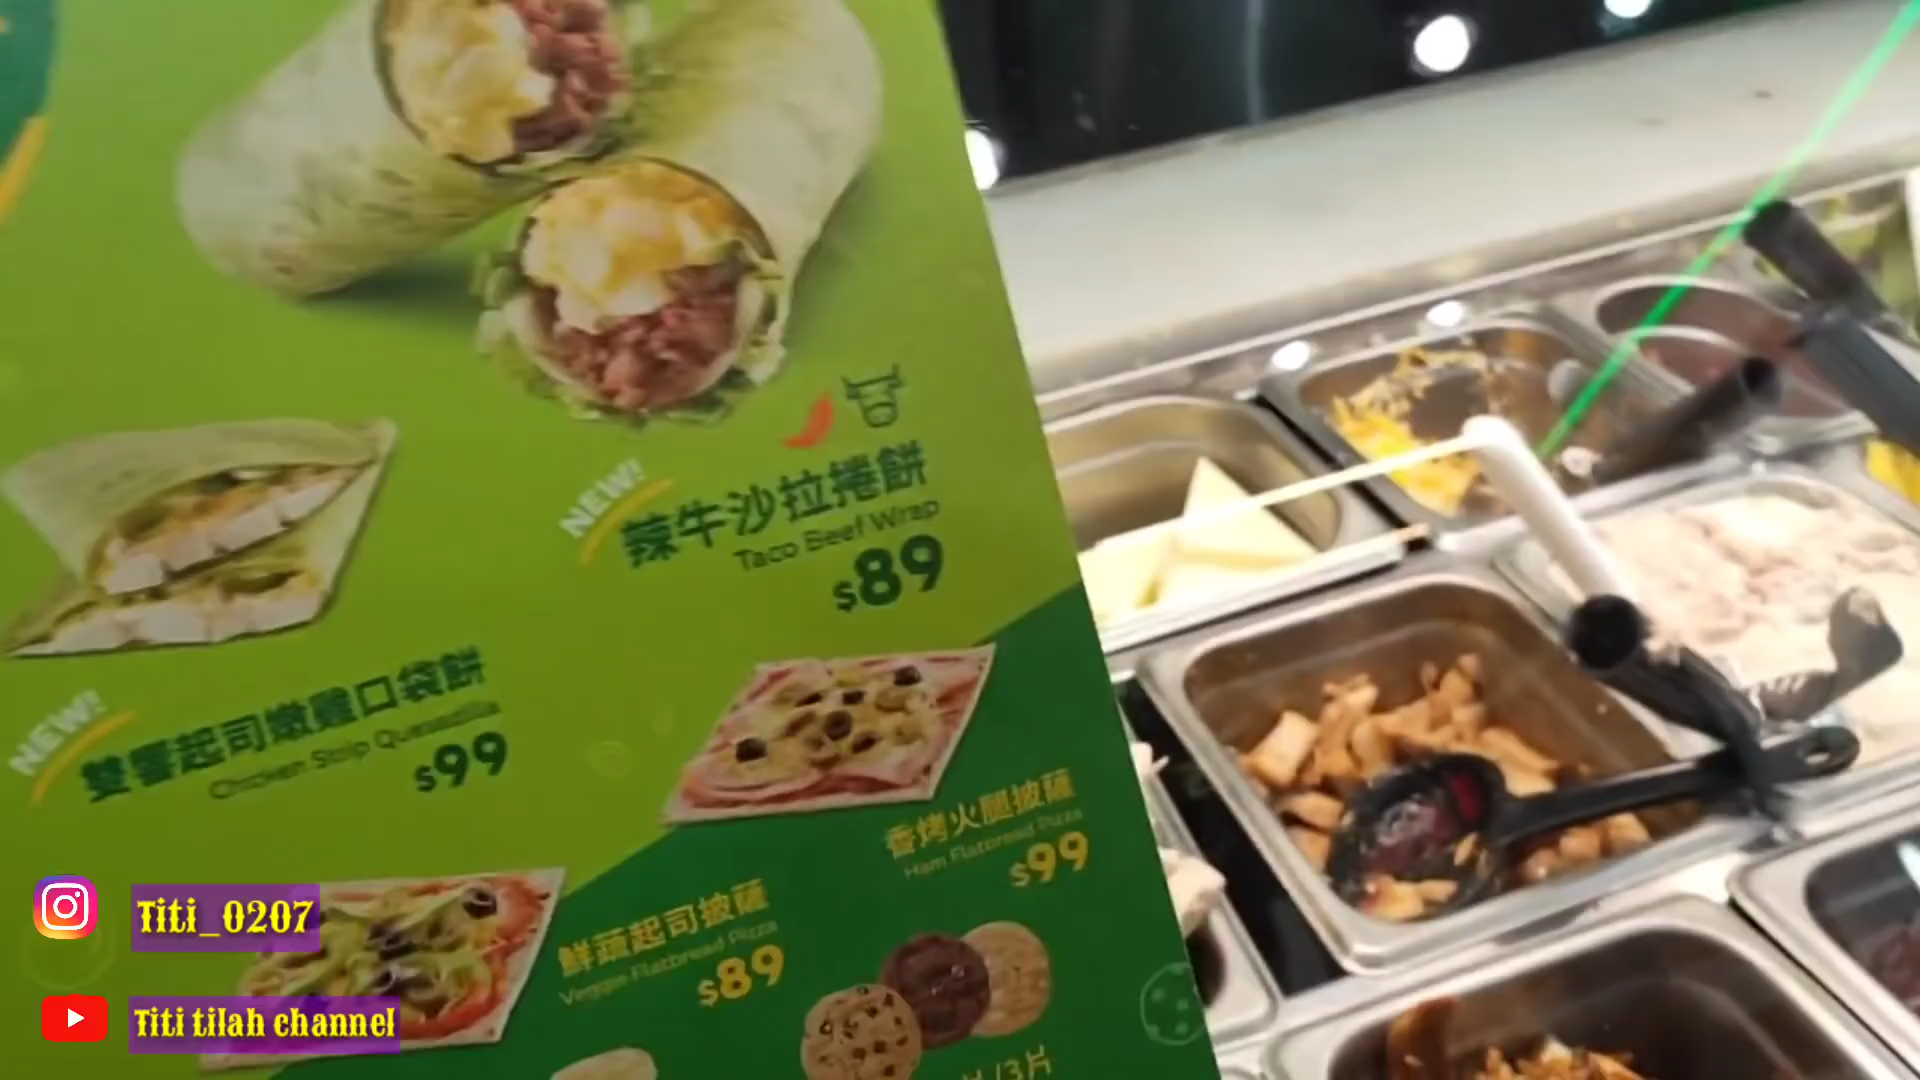 NEW!
辣牛沙拉捲餅
Taco Beef Wrap
$89
NEW!
雙響起司嫩雞口袋餅
Chicken Strip Quesadilla
$99
香烤火腿披薩
Ham Flatbread Pizza
$99
鮮蔬起司披薩
Veggie Flatbread Pizza
$89
/3片
Titi_0207
Titi tilah channel